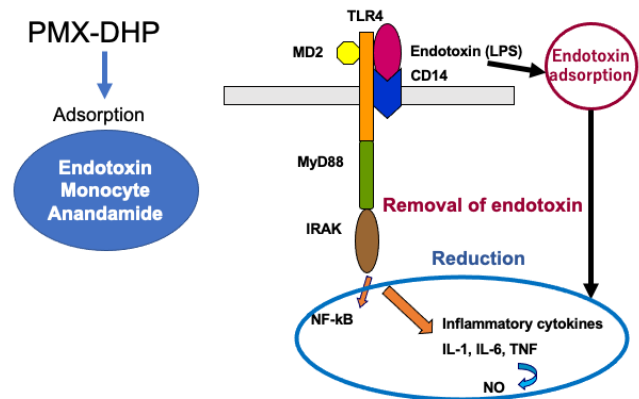 PMX-DHP
Adsorption
Endotoxin
Monocyte
Anandamide
TLR4
MD2
Endotoxin (LPS)
CD14
Endotoxin
adsorption
MyD88
Removal of endotoxin
IRAK
Reduction
NF-kB
Inflammatory cytokines
IL-1, IL-6, TNF
NO